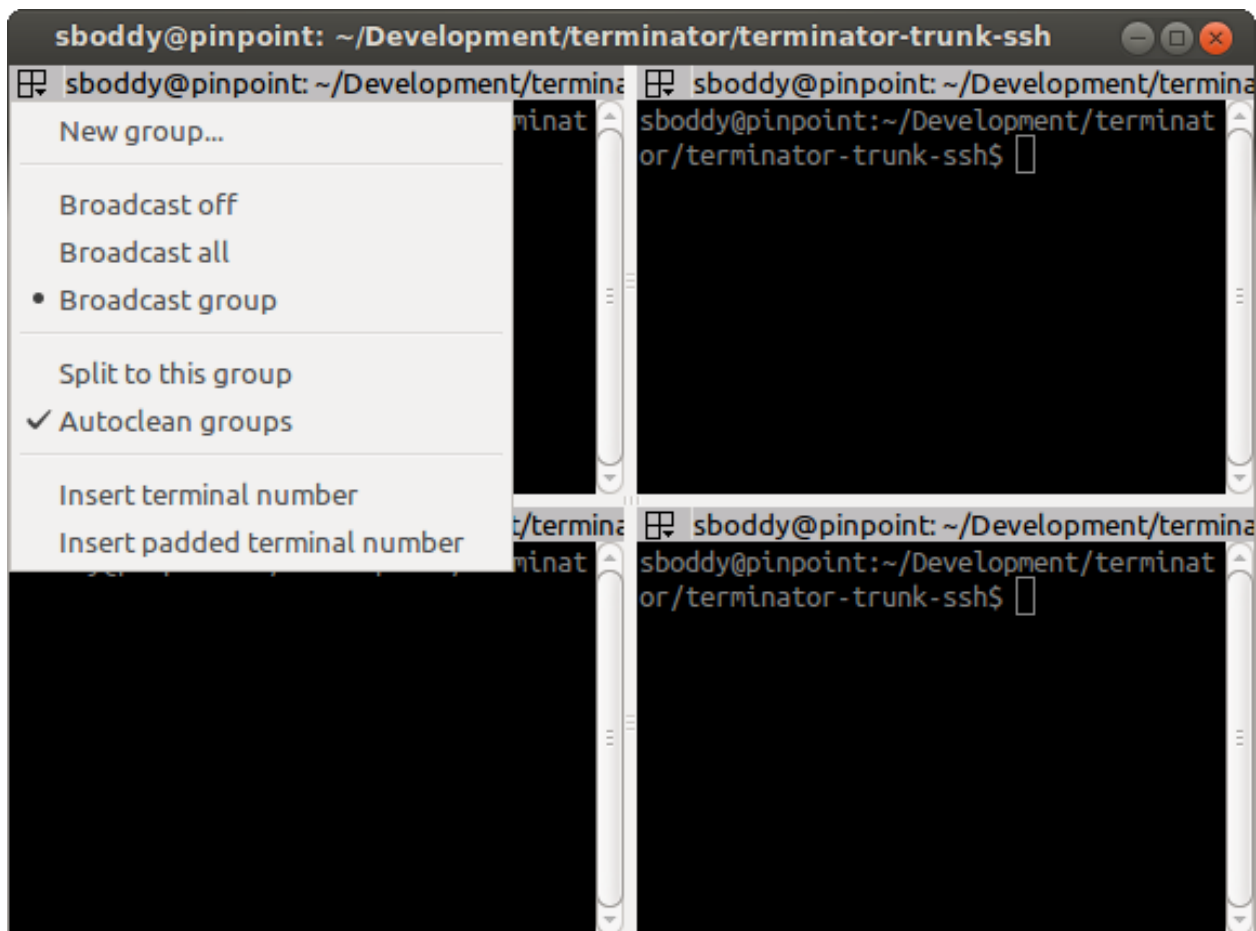 sboddy@pinpoint: ~/Development/terminator/terminator-trunk-ssh
sboddy@pinpoint: ~/Development/termina
sboddy@pinpoint: ~/Development/termina
New group...
Broadcast off
Broadcast all
Broadcast group
Split to this group
Autoclean groups
Insert terminal number
Insert padded terminal number
minat
sboddy@pinpoint:~/Development/terminat
or/terminator-trunk-ssh$
t/termina
sboddy@pinpoint: ~/Development/termina
minat
sboddy@pinpoint:~/Development/terminat
or/terminator-trunk-ssh$